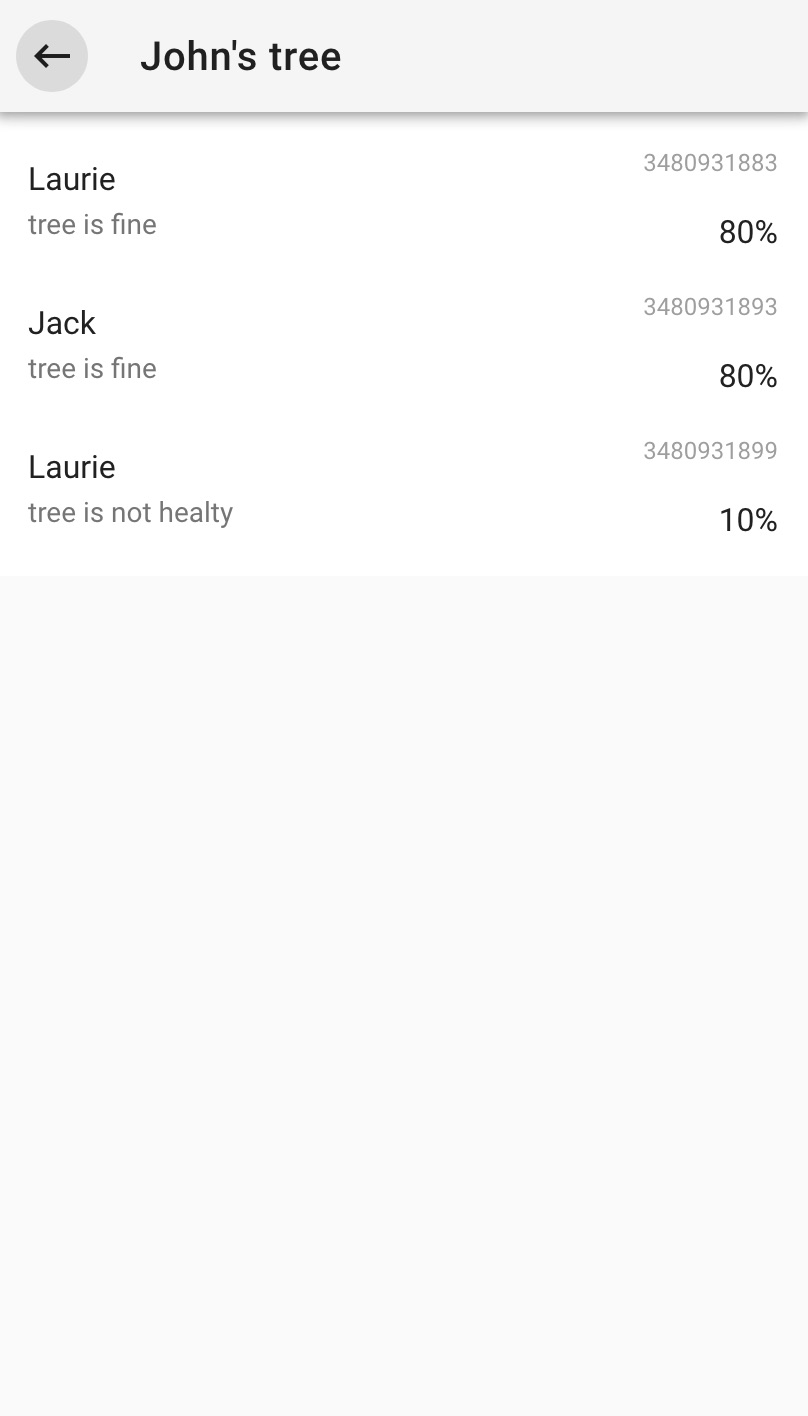 John's tree
Laurie
3480931883
tree is fine
80%
Jack
3480931893
tree is fine
80%
Laurie
3480931899
tree is not healty
10%